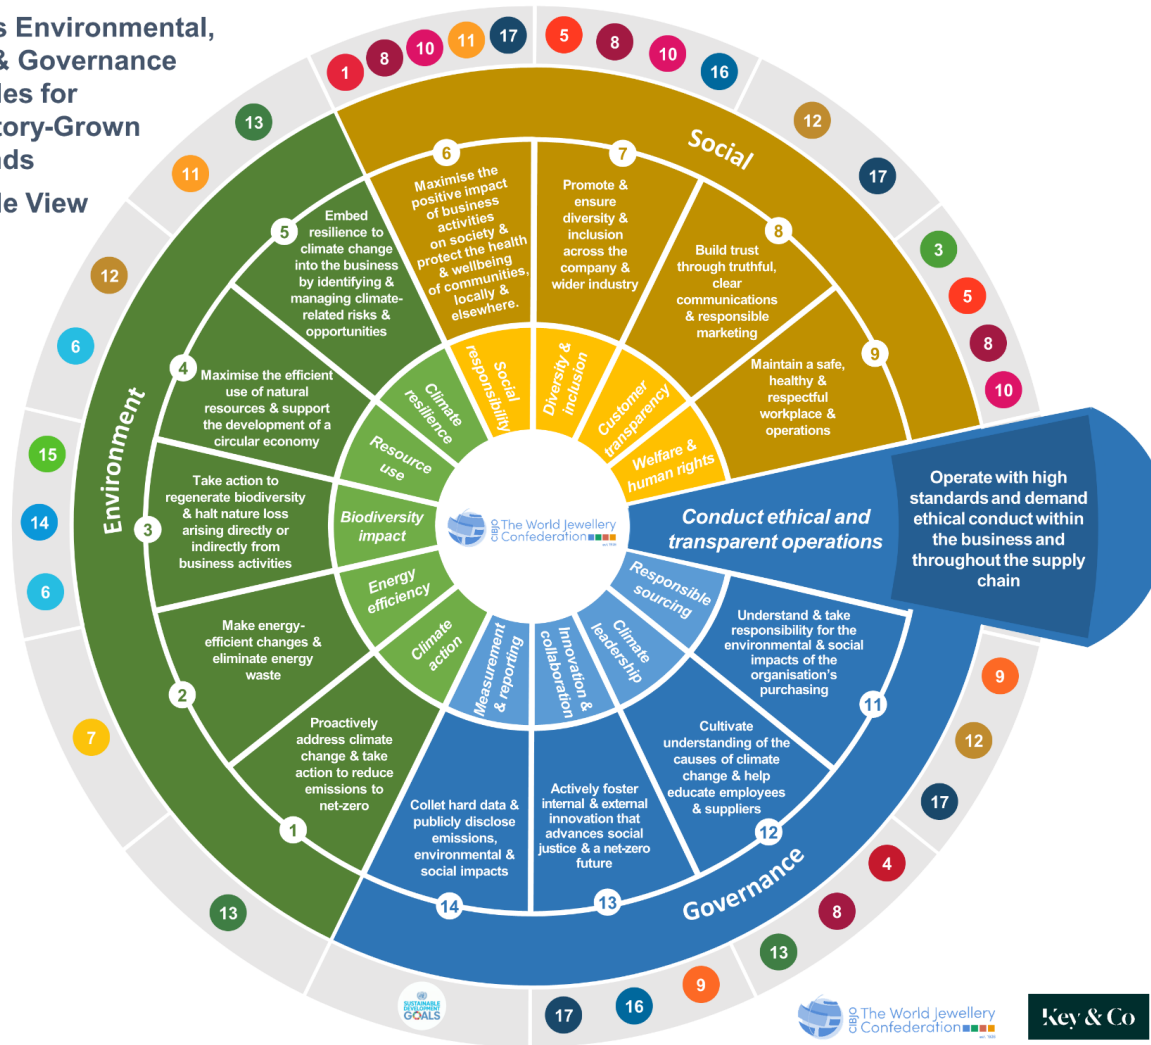 s Environmental,
& Governance
les for
tory-Grown
nds
le View
1
8
10
11
17
5
8
10
16
12
17
3
5
8
10
13
11
12
6
15
14
6
7
13
Social
6
Maximise the
positive impact
of business
activities
on society &
protect the health
& wellbeing
of communities,
locally &
elsewhere.
7
Promote &
ensure
diversity &
inclusion
across the
company &
wider industry
8
Build trust
through truthful,
clear
communications
& responsible
marketing
9
Maintain a safe,
healthy &
respectful
workplace &
operations
Social
responsibility
Diversity &
inclusion
Customer
transparency
Welfare &
human rights
Environment
5
Embed
resilience to
climate change
into the business
by identifying &
managing climate-
related risks &
opportunities
4
Maximise the efficient
use of natural
resources & support
the development of a
circular economy
3
Take action to
regenerate biodiversity
& halt nature loss
arising directly or
indirectly from
business activities
2
Make energy-
efficient changes &
eliminate energy
waste
1
Proactively
address climate
change & take
action to reduce
emissions to
net-zero
Climate
resilience
Resource
use
Biodiversity
impact
Energy
efficiency
Climate
action
CIBJO
The World Jewellery
Confederation
Conduct ethical and
transparent operations
Operate with high
standards and demand
ethical conduct within
the business and
throughout the supply
chain
Responsible
sourcing
Climate
leadership
Innovation &
collaboration
Measurement
& reporting
Understand & take
responsibility for the
environmental & social
impacts of the
organisation's
purchasing
11
Cultivate
understanding of the
causes of climate
change & help
educate employees
& suppliers
12
Actively foster
internal & external
innovation that
advances social
justice & a net-zero
future
13
Collet hard data &
publicly disclose
emissions,
environmental &
social impacts
14
Governance
9
12
17
4
8
13
9
16
17
SUSTAINABLE
DEVELOPMENT
GOALS
CIBJO
The World Jewellery
Confederation
Key & Co